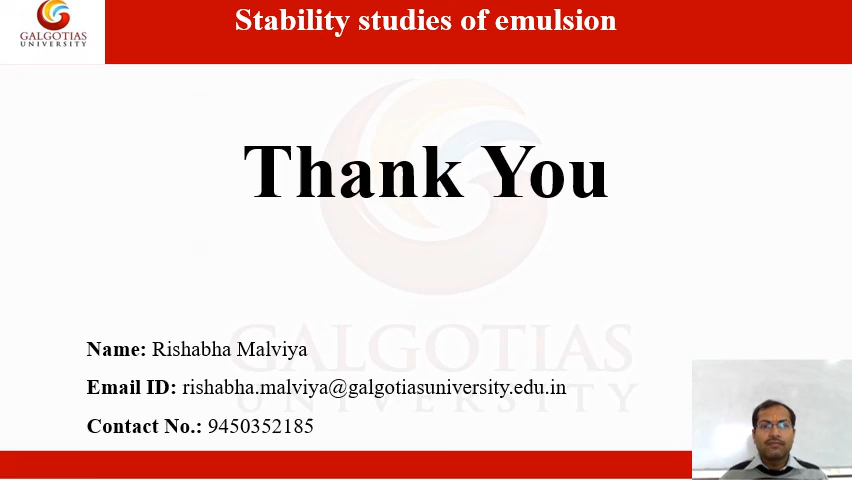 GALGOTIAS
UNIVERSITY
Stability studies of emulsion
Thank You
GALGOTIAS
UNIVERSITY
Name: Rishabha Malviya
Email ID: rishabha.malviya@galgotiasuniversity.edu.in
Contact No.: 9450352185